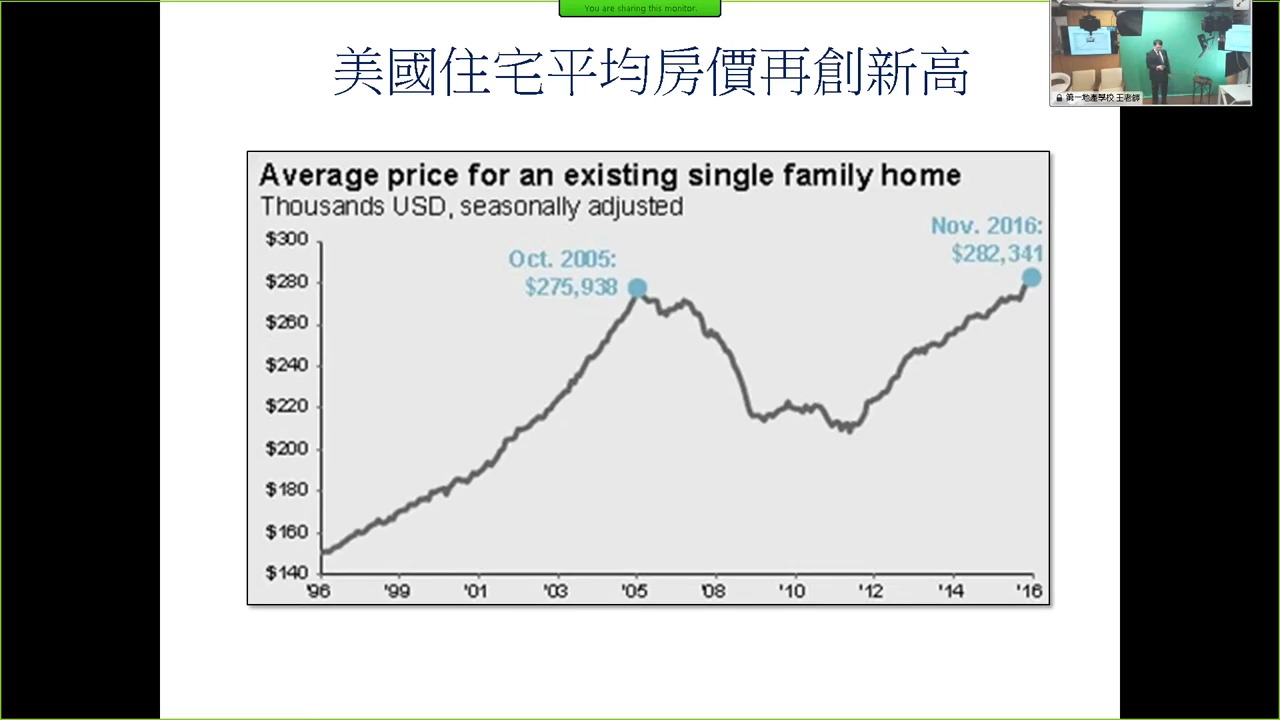 You are sharing this monitor.
美國住宅平均房價再創新高
第一地產學校 王老師
Average price for an existing single family home
Thousands USD, seasonally adjusted
Nov. 2016:
$282,341
Oct. 2005:
$275,938
$300
$280
$260
$240
$220
$200
$180
$160
$140
'96 '99 '01 '03 '05 '08 '10 '12 '14 '16